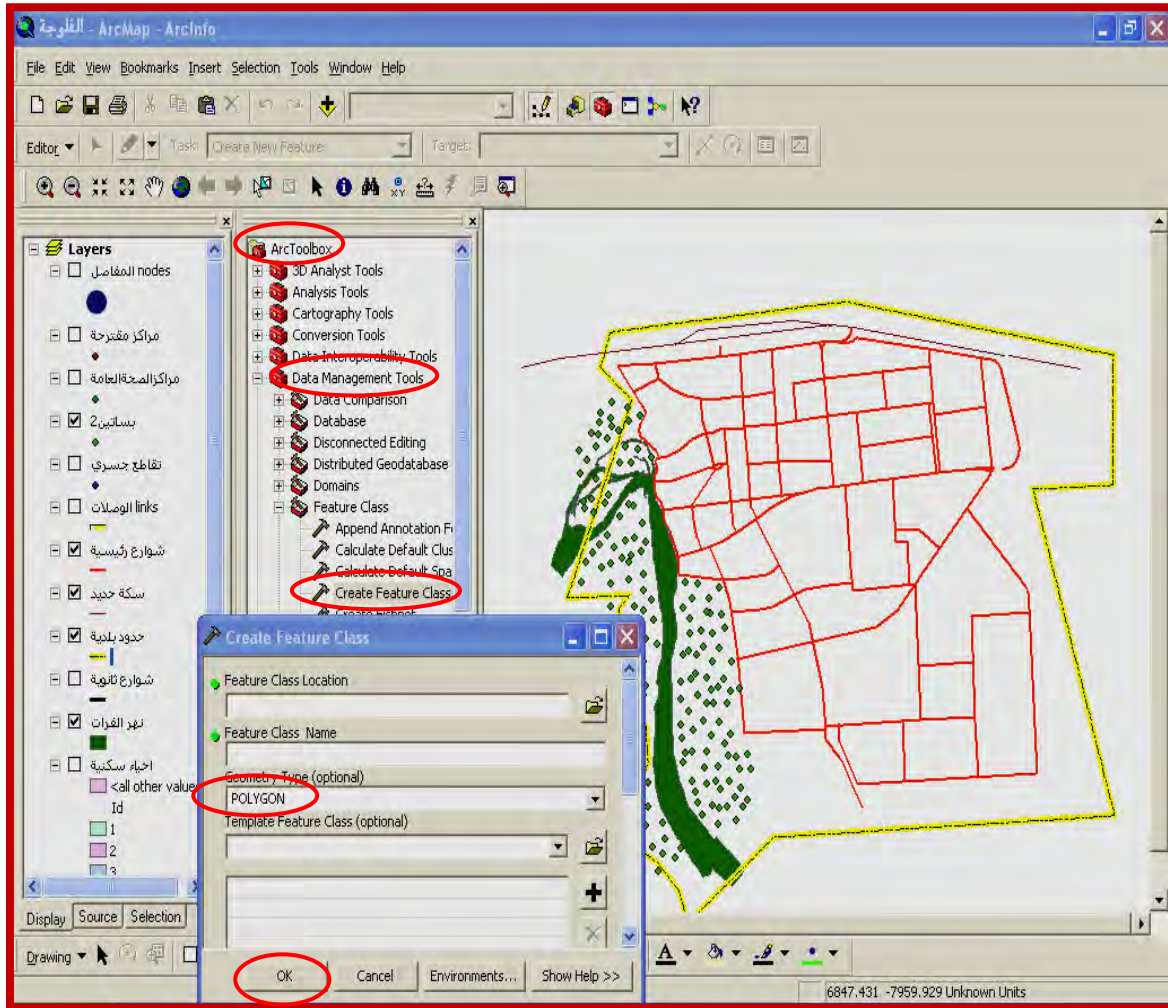 الفلوجة - ArcMap - ArcInfo
File Edit View Bookmarks Insert Selection Tools Window Help
Editor Task: Create New Feature Target:
Layers
المفاصل nodes
مراكز مقترحة
مراكزالصحةالعامة
بساتين2
تقاطع جسري
الوصلات links
شوارع رئيسية
سكة حديد
حدود بلدية
شوارع ثانوية
نهر الفرات
احياء سكنية
<all other value
Id
1
2
3
Display Source Selection
ArcToolbox
3D Analyst Tools
Analysis Tools
Cartography Tools
Conversion Tools
Data Interoperability Tools
Data Management Tools
Data Comparison
Database
Disconnected Editing
Distributed Geodatabase
Domains
Feature Class
Append Annotation Fe
Calculate Default Clus
Calculate Default Spa
Create Feature Class
Create Fishnet
Create Feature Class
Feature Class Location
Feature Class Name
Geometry Type (optional)
POLYGON
Template Feature Class (optional)
OK Cancel Environments... Show Help >>
Drawing
A
6847.431 -7959.929 Unknown Units